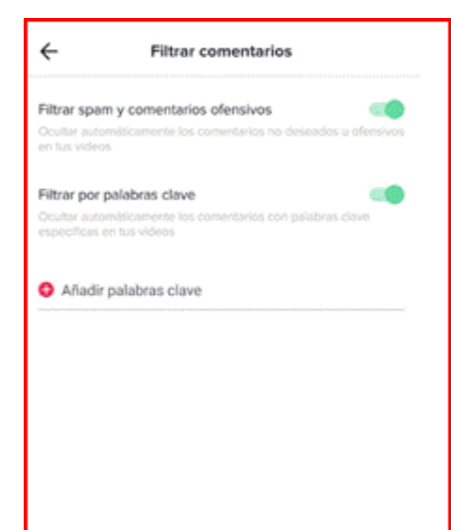 Filtrar comentarios
Filtrar spam y comentarios ofensivos
Ocultar automáticamente los comentarios no deseados u ofensivos
en tus videos
Filtrar por palabras clave
Ocultar automáticamente los comentarios con palabras clave
específicas en tus videos
Añadir palabras clave